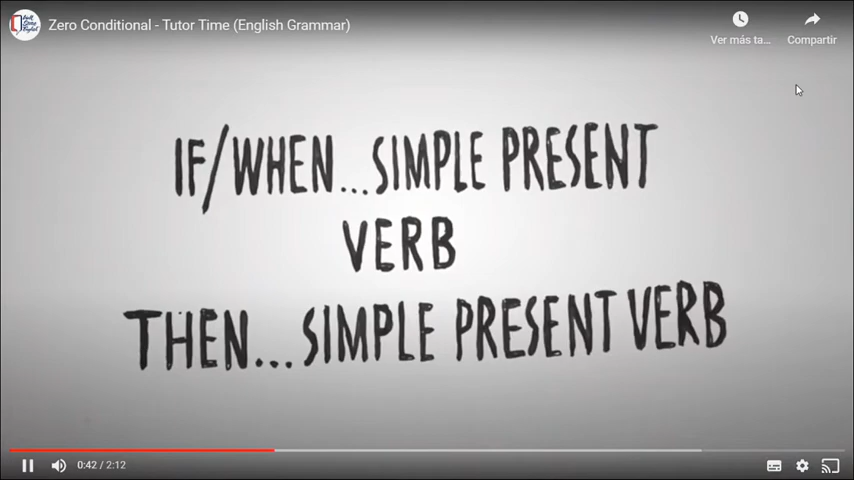 Zero Conditional - Tutor Time (English Grammar)
Ver más ta...
Compartir
IF/WHEN...SIMPLE PRESENT
VERB
THEN...SIMPLE PRESENT VERB
0:42 / 2:12